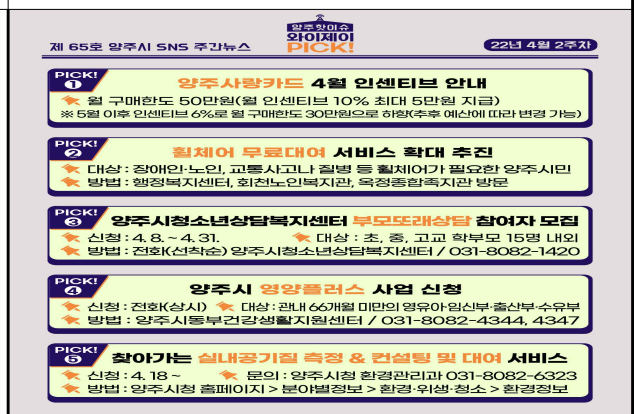 양주핫이슈
와이제이
PICK!
제 65호 양주시 SNS 주간뉴스
22년 4월 2주차
PICK! 1
양주사랑카드 4월 인센티브 안내
월 구매한도 50만원(월 인센티브 10% 최대 5만원 지급)
※ 5월 이후 인센티브 6%로 월 구매한도 30만원으로 하향(추후 예산에 따라 변경 가능)
PICK! 2
휠체어 무료대여 서비스 확대 추진
대상 : 장애인·노인, 교통사고나 질병 등 휠체어가 필요한 양주시민
방법 : 행정복지센터, 회천노인복지관, 옥정종합족지관 방문
PICK! 3
양주시청소년상담복지센터 부모또래상담 참여자 모집
신청 : 4. 8. ~ 4. 31. 대상 : 초, 중, 고교 학부모 15명 내외
방법 : 전화(선착순) 양주시청소년상담복지센터 / 031-8082-1420
PICK! 4
양주시 영양플러스 사업 신청
신청 : 전화(상시) 대상 : 관내 66개월 미만의 영유아·임신부·출산부·수유부
방법 : 양주시동부건강생활지원센터 / 031-8082-4344, 4347
PICK! 5
찾아가는 실내공기질 측정 & 컨설팅 및 대여 서비스
신청 : 4. 18 ~ 문의 : 양주시청 환경관리과 031-8082-6323
방법 : 양주시청 홈페이지 > 분야별정보 > 환경·위생·청소 > 환경정보